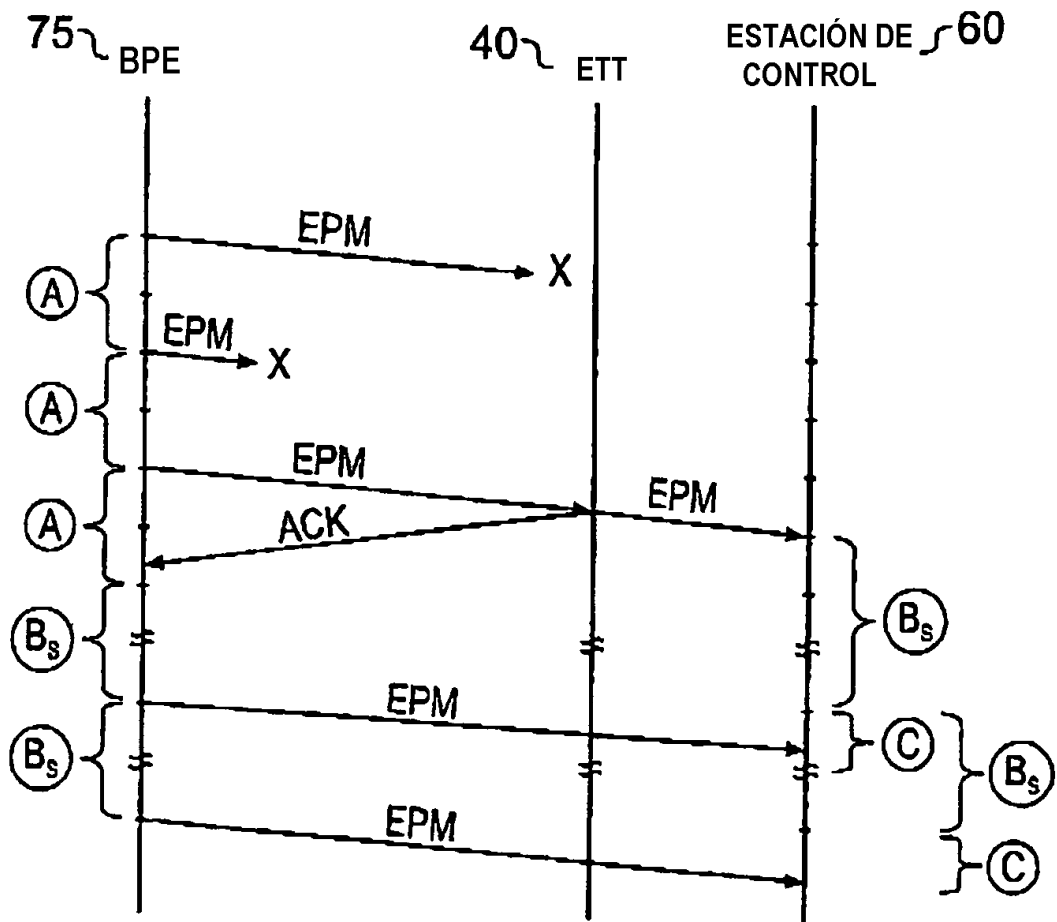 75 BPE
40 ETT
ESTACIÓN DE 60
CONTROL
EPM
X
A
EPM
X
A
EPM
EPM
A
ACK
Bs
Bs
EPM
C
Bs
Bs
EPM
C